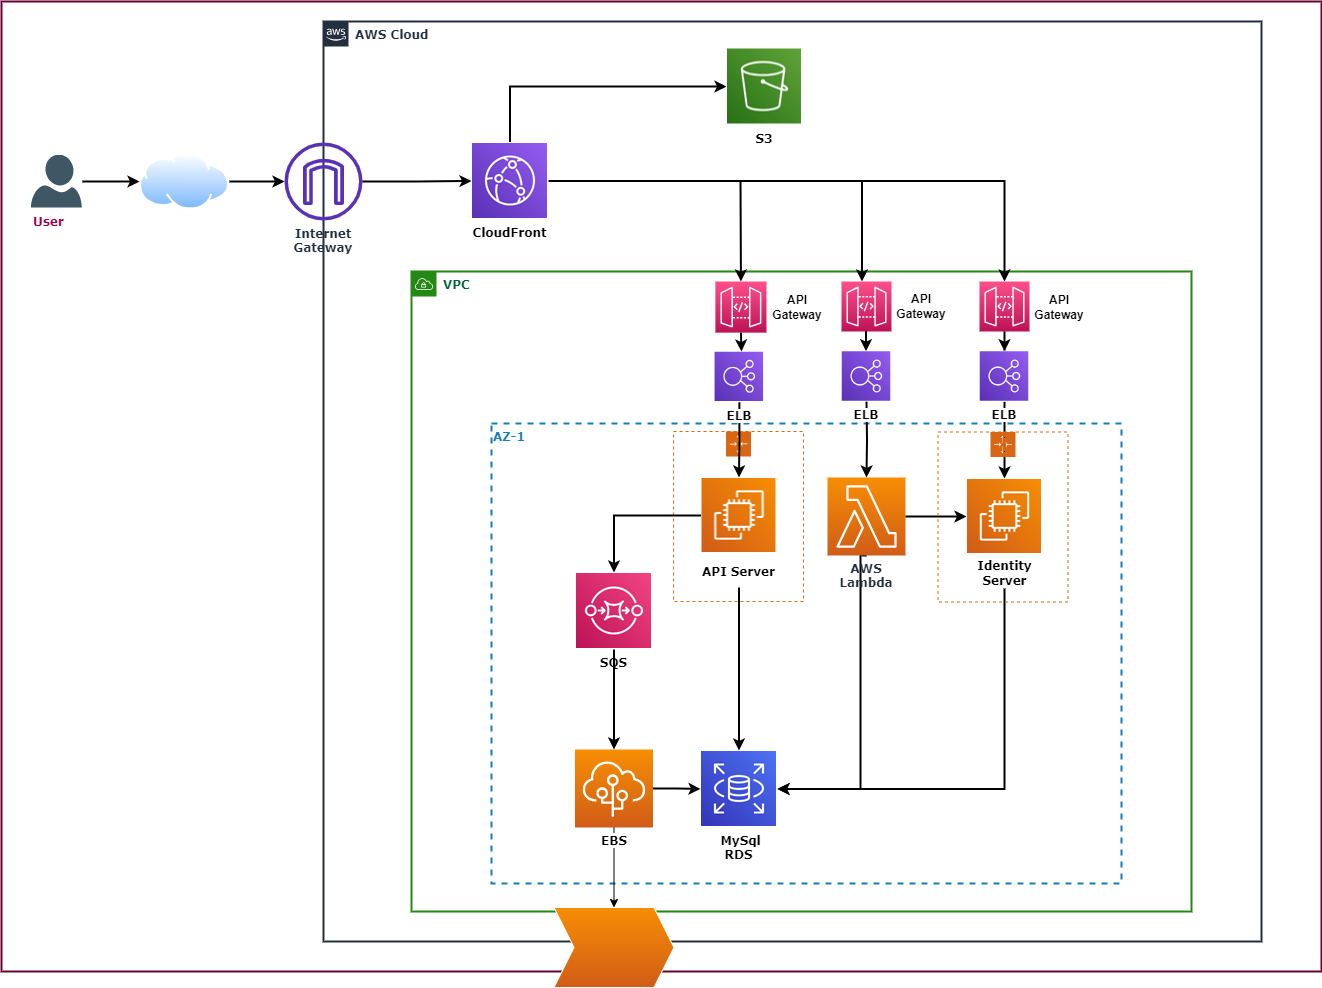 aws
AWS Cloud
S3
User
Internet
Gateway
CloudFront
VPC
API
Gateway
API
Gateway
API
Gateway
ELB
ELB
ELB
AZ-1
API Server
AWS
Lambda
Identity
Server
SQS
EBS
MySql
RDS